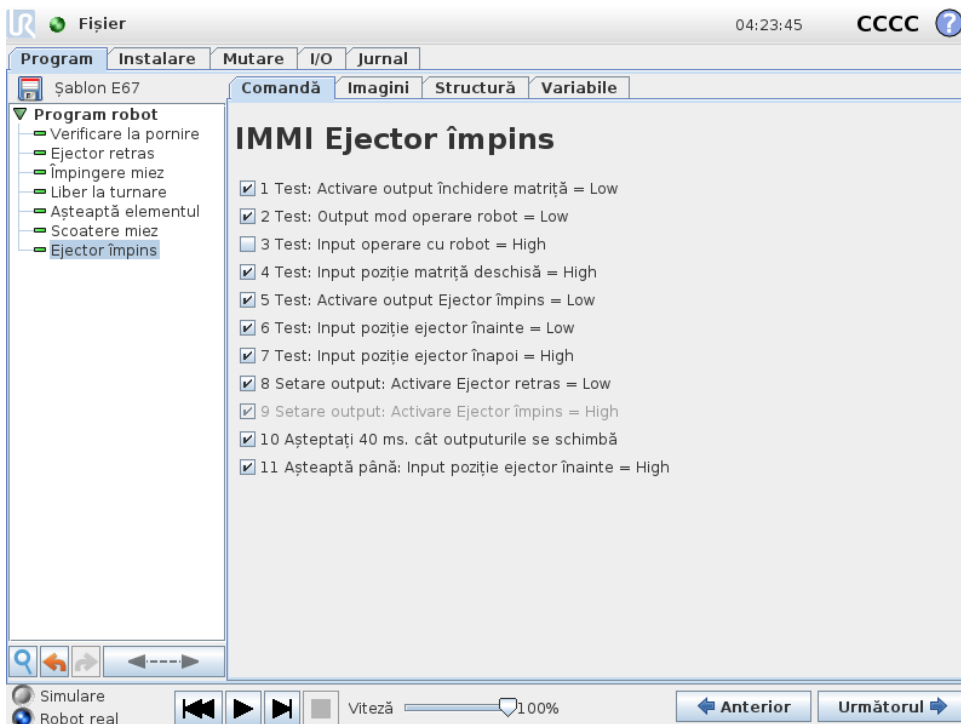 Fișier 04:23:45 CCCC ?
Program Instalare Mutare I/O Jurnal
Șablon E67
Comandă Imagini Structură Variabile
Program robot
Verificare la pornire
Ejector retras
Împingere miez
Liber la turnare
Așteaptă elementul
Scoatere miez
Ejector împins
IMMI Ejector împins
1 Test: Activare output închidere matriță = Low
2 Test: Output mod operare robot = Low
3 Test: Input operare cu robot = High
4 Test: Input poziție matriță deschisă = High
5 Test: Activare output Ejector împins = Low
6 Test: Input poziție ejector înainte = Low
7 Test: Input poziție ejector înapoi = High
8 Setare output: Activare Ejector retras = Low
9 Setare output: Activare Ejector împins = High
10 Așteptați 40 ms. cât outputurile se schimbă
11 Așteaptă până: Input poziție ejector înainte = High
Simulare
Robot real
Viteză 100%
Anterior Următorul